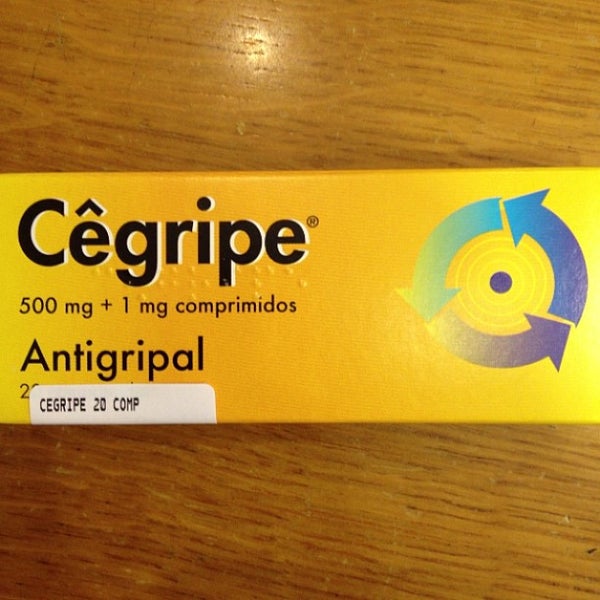 Cêgripe®
500 mg + 1 mg comprimidos
Antigripal
CEGRIPE 20 COMP